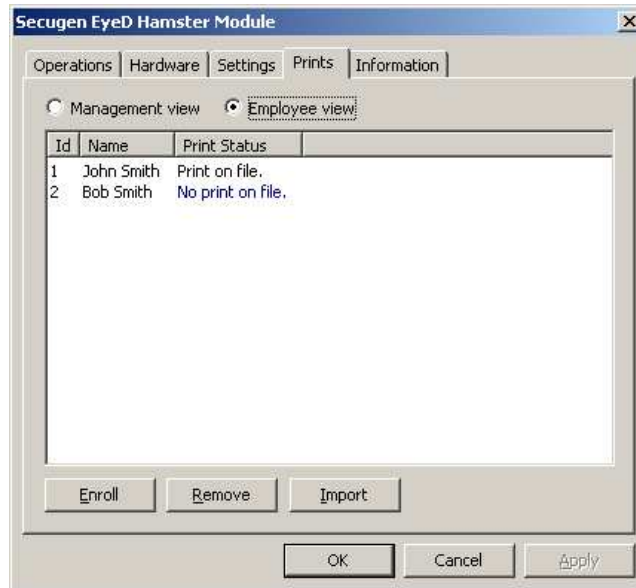 Secugen EyeD Hamster Module
Operations Hardware Settings Prints Information
Management view Employee view
Id Name Print Status
1 John Smith Print on file.
2 Bob Smith No print on file.
Enroll Remove Import
OK Cancel Apply